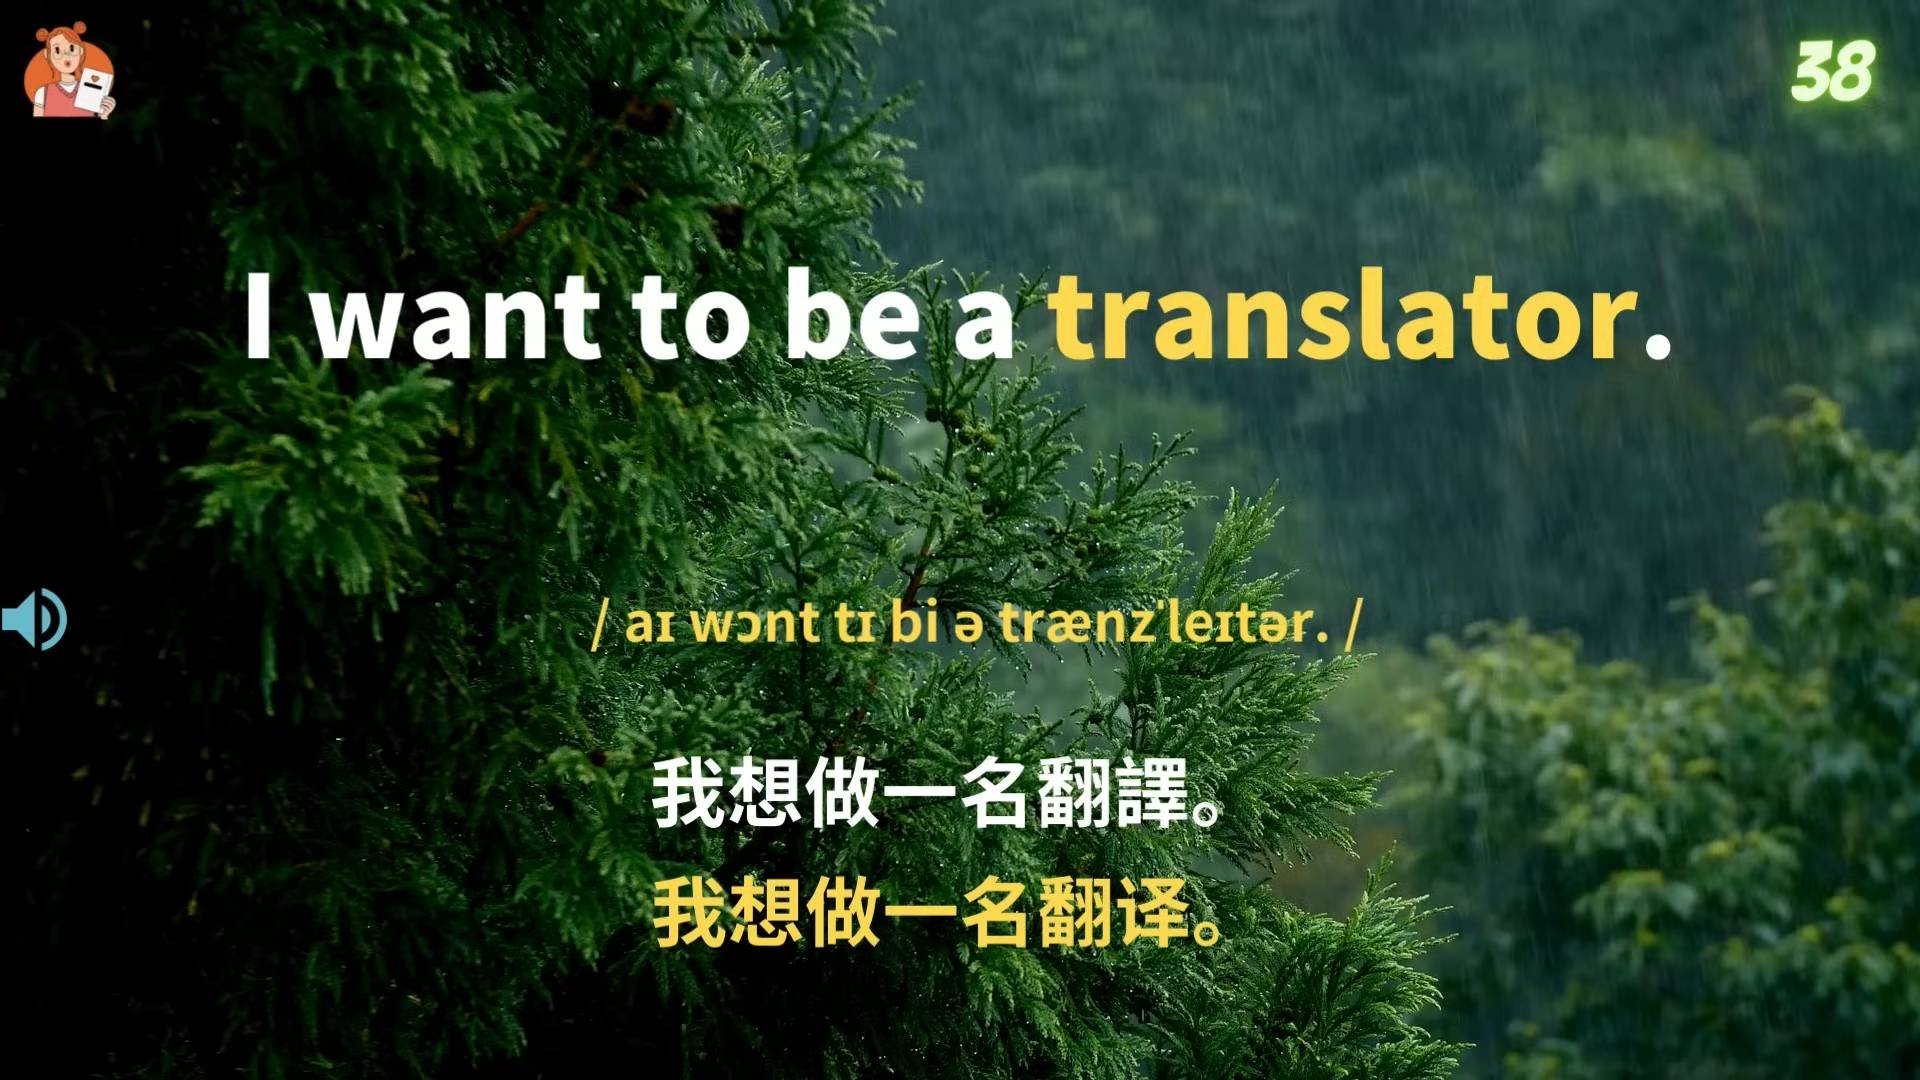 38
I want to be a translator.
/ aɪ wɔnt tɪ bi ə trænzˈleɪtər. /
我想做一名翻譯。
我想做一名翻译。